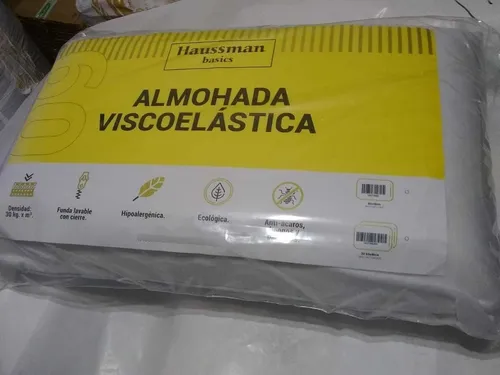 Haussman
basics
ALMOHADA
VISCOELÁSTICA
Densidad:
30 kg. x m³.
Funda lavable
con cierre.
Hipoalergénica.
Ecológica.
Anti-ácaros,